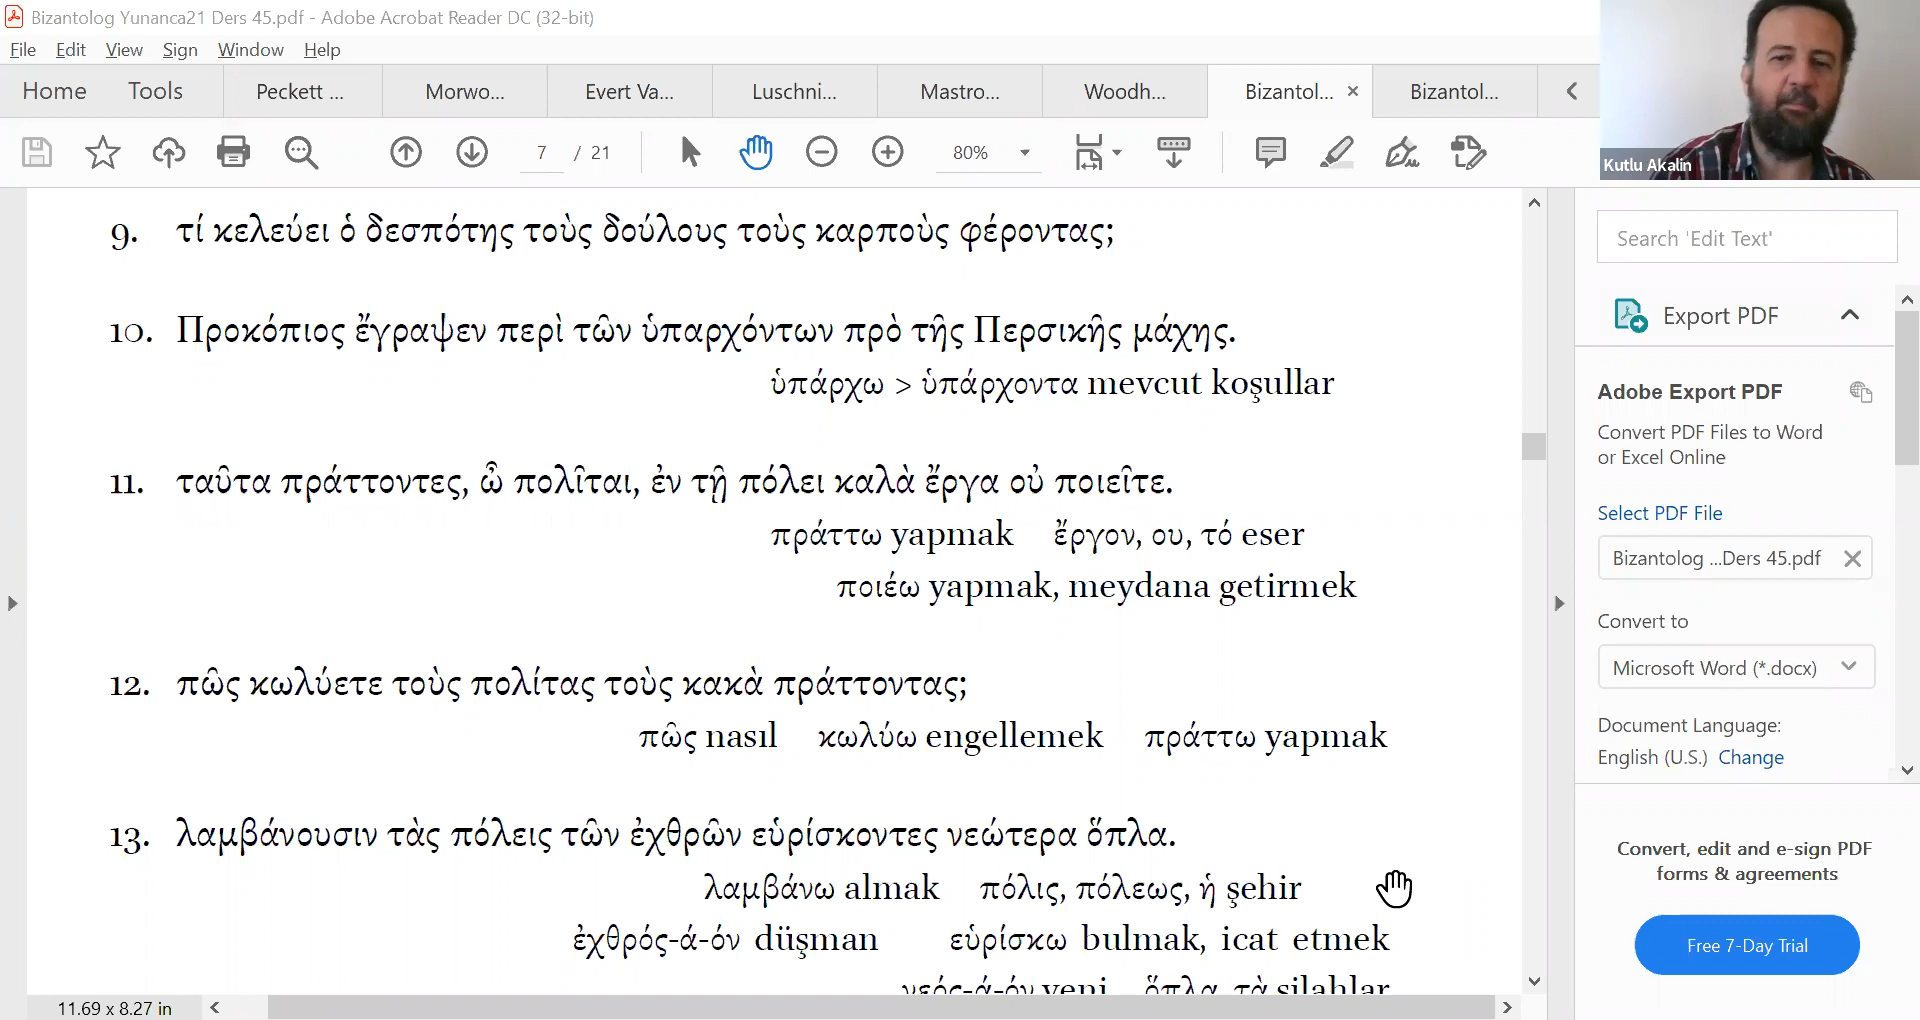 Bizantolog Yunanca21 Ders 45.pdf - Adobe Acrobat Reader DC (32-bit)
File Edit View Sign Window Help
Home Tools Peckett ... Morwo... Evert Va... Luschni... Mastro... Woodh... Bizantol... × Bizantol...
7 / 21 80%
Kutlu Akalin
9. τί κελεύει ὁ δεσπότης τοὺς δούλους τοὺς καρποὺς φέροντας;
10. Προκόπιος ἔγραψεν περὶ τῶν ὑπαρχόντων πρὸ τῆς Περσικῆς μάχης.
ὑπάρχω > ὑπάρχοντα mevcut koşullar
11. ταῦτα πράττοντες, ὦ πολῖται, ἐν τῇ πόλει καλὰ ἔργα οὐ ποιεῖτε.
πράττω yapmak ἔργον, ου, τό eser
ποιέω yapmak, meydana getirmek
12. πῶς κωλύετε τοὺς πολίτας τοὺς κακὰ πράττοντας;
πῶς nasıl κωλύω engellemek πράττω yapmak
13. λαμβάνουσιν τὰς πόλεις τῶν ἐχθρῶν εὑρίσκοντες νεώτερα ὅπλα.
λαμβάνω almak πόλις, πόλεως, ἡ şehir
ἐχθρός-ά-όν düşman εὑρίσκω bulmak, icat etmek
νεός-ά-όν yeni ὅπλα, τὰ silahlar
11.69 x 8.27 in
Search 'Edit Text'
Export PDF
Adobe Export PDF
Convert PDF Files to Word
or Excel Online
Select PDF File
Bizantolog ...Ders 45.pdf
Convert to
Microsoft Word (*.docx)
Document Language:
English (U.S.) Change
Convert, edit and e-sign PDF
forms & agreements
Free 7-Day Trial